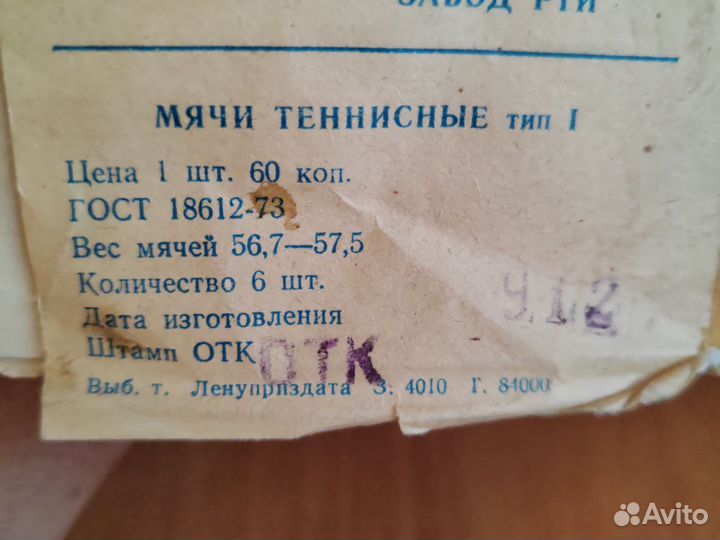 ЗАВОД РТИ
МЯЧИ ТЕННИСНЫЕ тип I
Цена 1 шт. 60 коп.
ГОСТ 18612-73
Вес мячей 56,7—57,5
Количество 6 шт.
Дата изготовления
Штамп ОТК ОТК
Выб. т. Ленуприздата З. 4010 Г. 84000
Avito